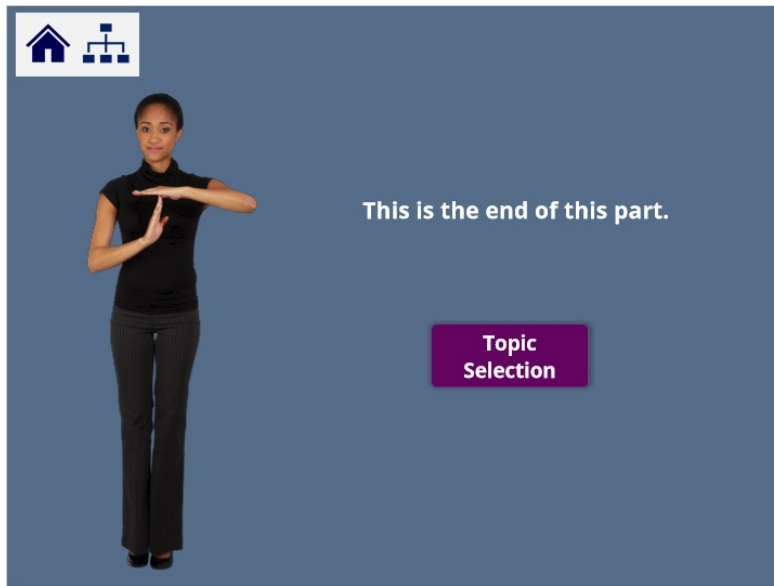 This is the end of this part.
Topic
Selection